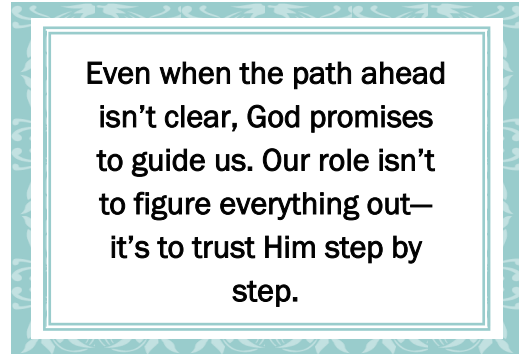 Even when the path ahead
isn’t clear, God promises
to guide us. Our role isn’t
to figure everything out—
it’s to trust Him step by
step.